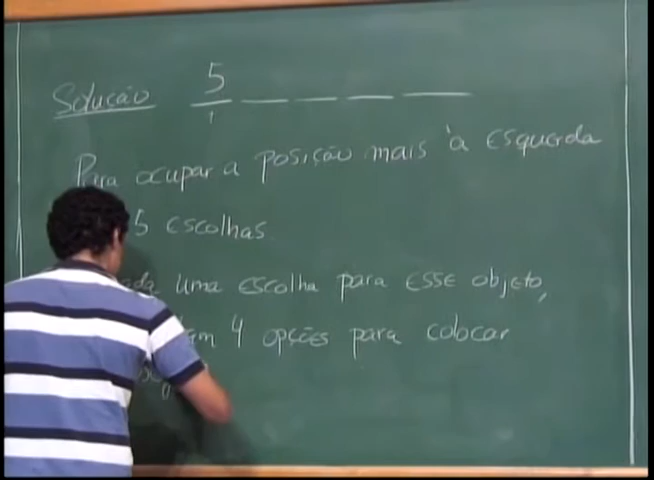 Solução 5
1
Para ocupar a posição mais à esquerda
5 escolhas
uma escolha para esse objeto,
4 opções para colocar